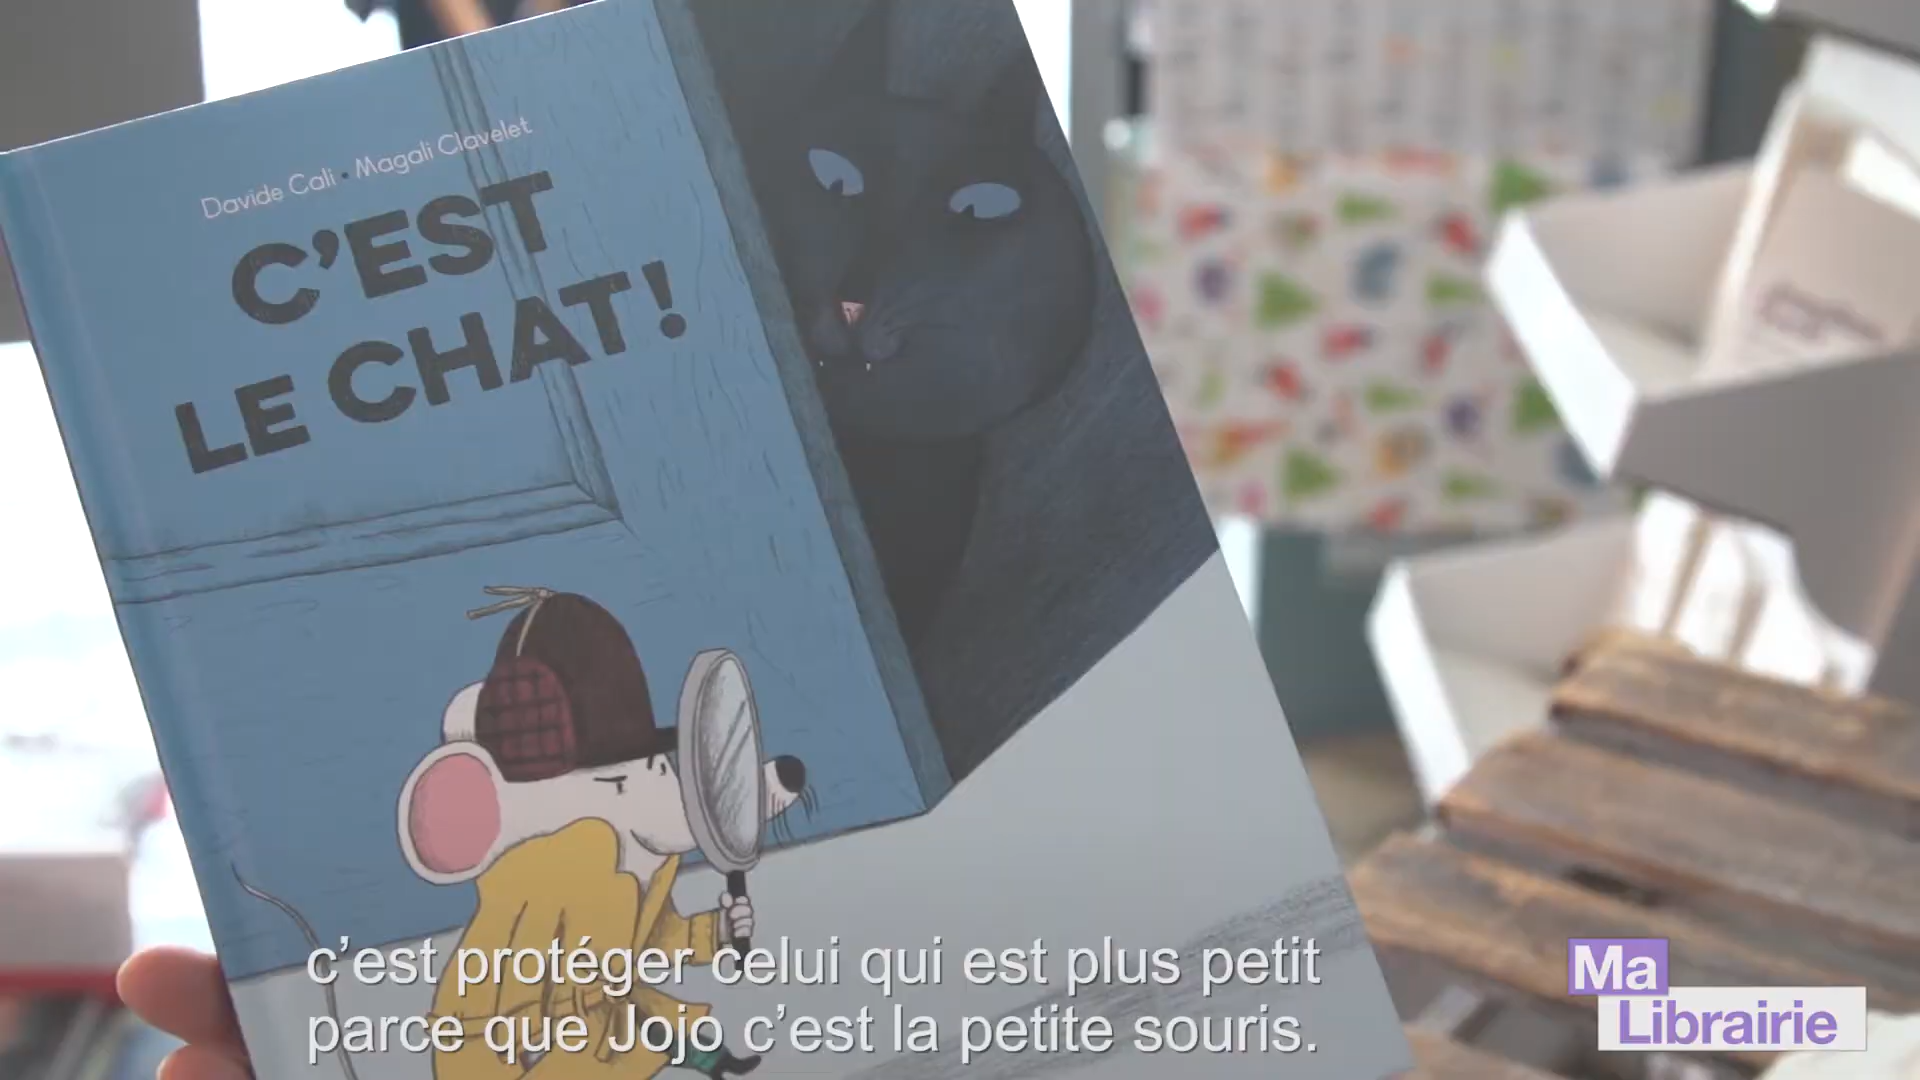 Davide Cali • Magali Clavelet
C'EST
LE CHAT!
c'est protéger celui qui est plus petit
parce que Jojo c'est la petite souris.
Ma
Librairie